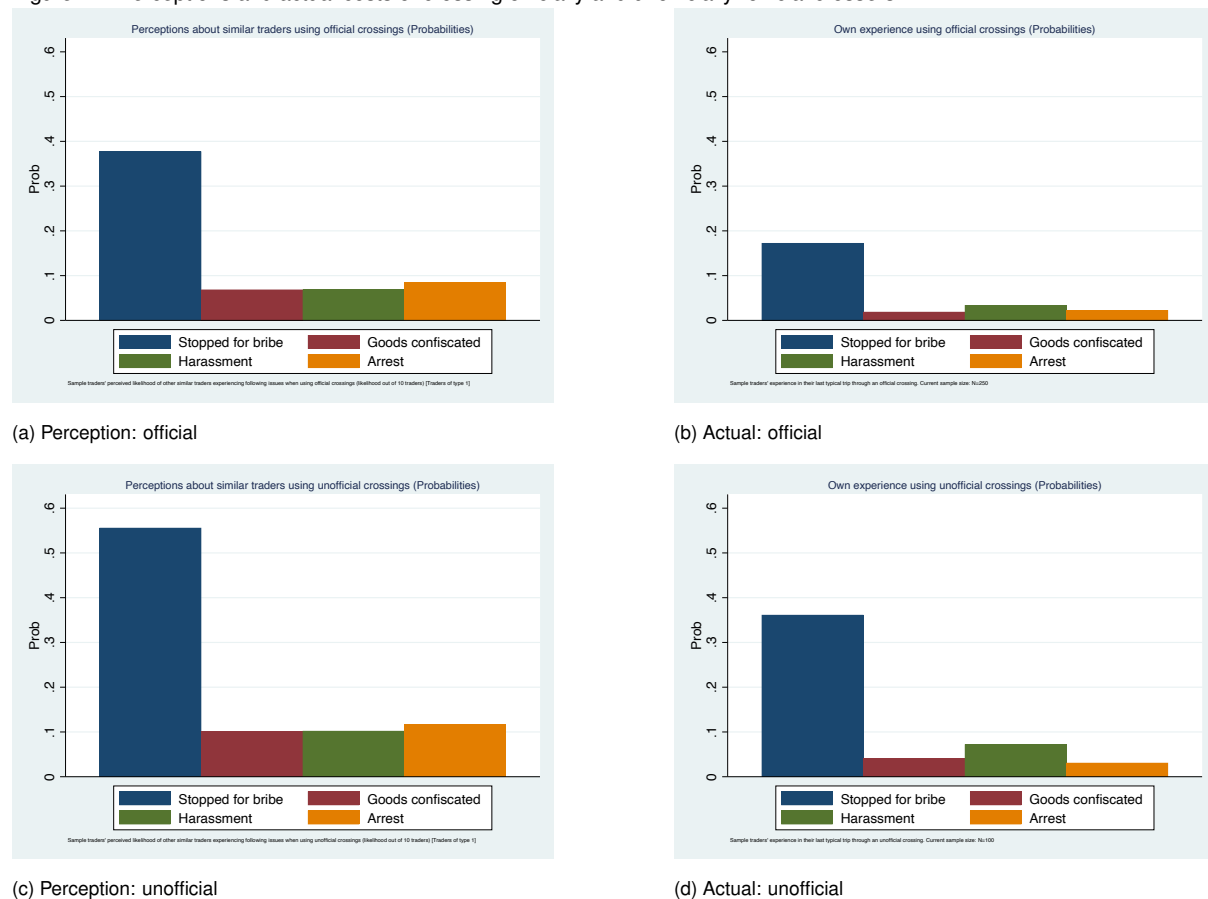 Perceptions about similar traders using official crossings (Probabilities)
.6
.5
.4
.3
.2
.1
0
Prob
Stopped for bribe
Goods confiscated
Harassment
Arrest
Sample traders' perceived likelihood of other similar traders experiencing following issues when using official crossings (likelihood out of 10 traders) [Traders of type 1]
(a) Perception: official
Own experience using official crossings (Probabilities)
.6
.5
.4
.3
.2
.1
0
Prob
Stopped for bribe
Goods confiscated
Harassment
Arrest
Sample traders' experience in their last typical trip through an official crossing. Current sample size: N=250
(b) Actual: official
Perceptions about similar traders using unofficial crossings (Probabilities)
.6
.5
.4
.3
.2
.1
0
Prob
Stopped for bribe
Goods confiscated
Harassment
Arrest
Sample traders' perceived likelihood of other similar traders experiencing following issues when using unofficial crossings (likelihood out of 10 traders) [Traders of type 1]
(c) Perception: unofficial
Own experience using unofficial crossings (Probabilities)
.6
.5
.4
.3
.2
.1
0
Prob
Stopped for bribe
Goods confiscated
Harassment
Arrest
Sample traders' experience in their last typical trip through an unofficial crossing. Current sample size: N=100
(d) Actual: unofficial